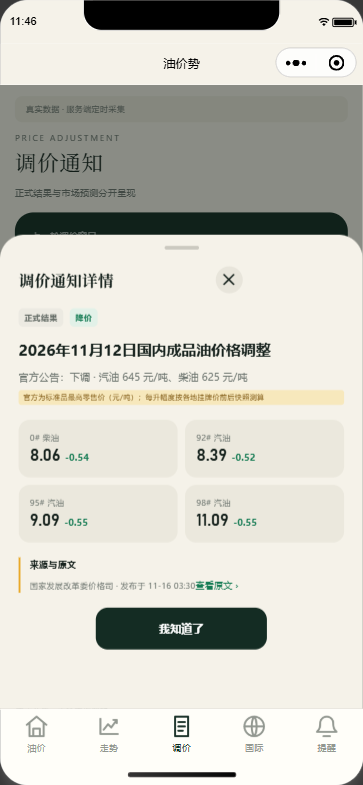 11:46
油价势
真实数据 · 服务端定时采集
PRICE ADJUSTMENT
调价通知
正式结果与市场预测分开呈现
调价通知详情
正式结果 降价
2026年11月12日国内成品油价格调整
官方公告：下调 · 汽油 645 元/吨、柴油 625 元/吨
官方为标准品最高零售价（元/吨）；每升幅度按各地挂牌价前后快照测算
0# 柴油
8.06 -0.54
92# 汽油
8.39 -0.52
95# 汽油
9.09 -0.55
98# 汽油
11.09 -0.55
来源与原文
国家发展改革委价格司 · 发布于 11-16 03:30查看原文 ›
我知道了
油价 走势 调价 国际 提醒